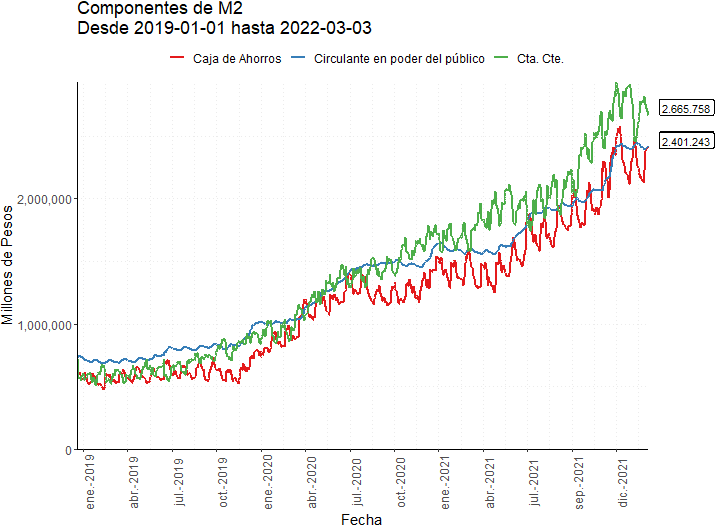 Componentes de M2
Desde 2019-01-01 hasta 2022-03-03
Caja de Ahorros Circulante en poder del público Cta. Cte.
2.665.758
2.401.243
2,000,000
1,000,000
0
Millones de Pesos
ene.-2019 abr.-2019 jul.-2019 oct.-2019 ene.-2020 abr.-2020 jul.-2020 oct.-2020 ene.-2021 abr.-2021 jun.-2021 sep.-2021 dic.-2021
Fecha